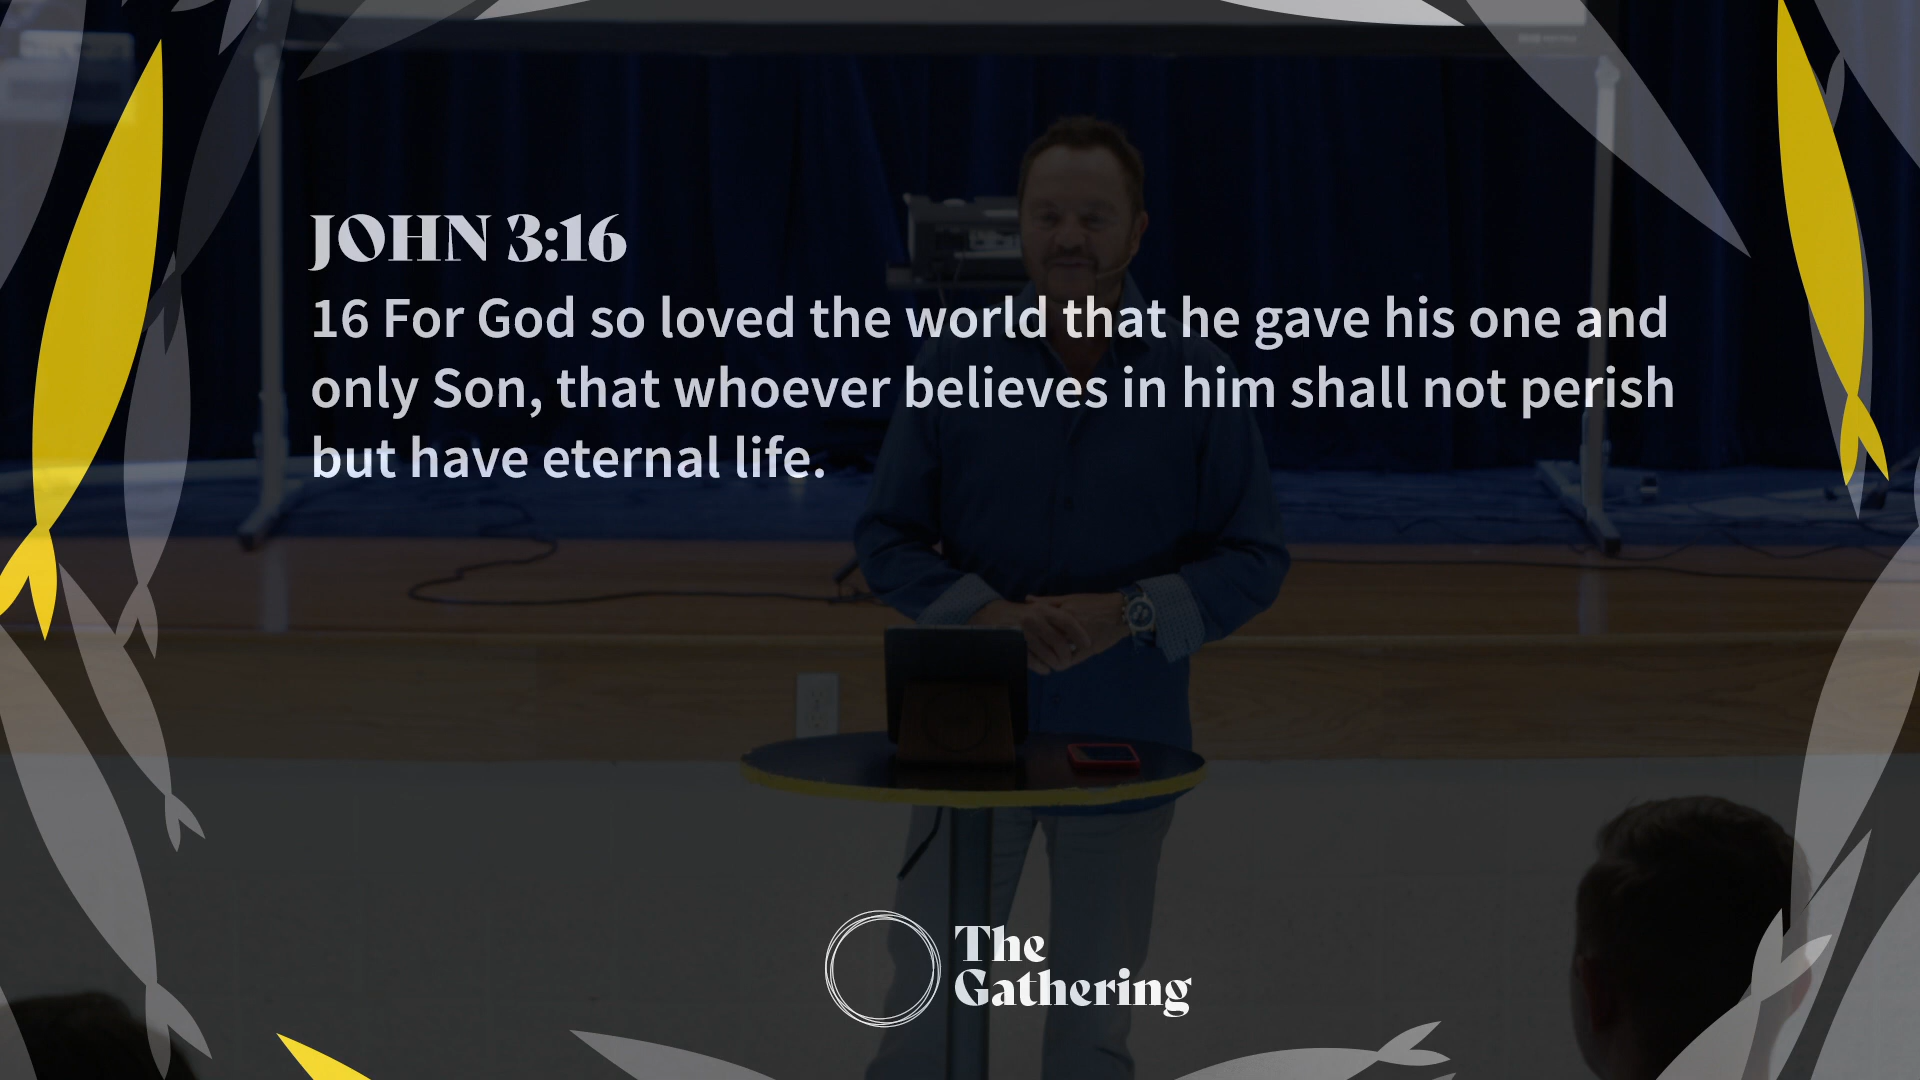 JOHN 3:16
16 For God so loved the world that he gave his one and
only Son, that whoever believes in him shall not perish
but have eternal life.
The
Gathering